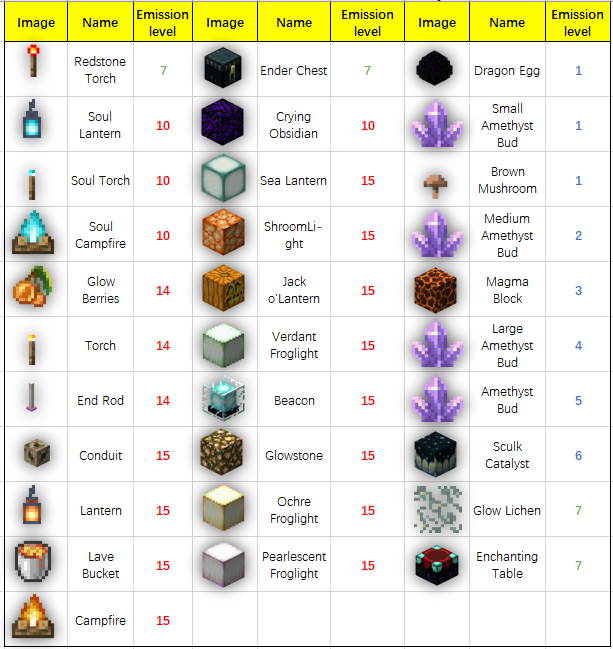 Image Name Emission level Image Name Emission level Image Name Emission level
Redstone Torch 7 Ender Chest 7 Dragon Egg 1
Soul Lantern 10 Crying Obsidian 10 Small Amethyst Bud 1
Soul Torch 10 Sea Lantern 15 Brown Mushroom 1
Soul Campfire 10 ShroomLi-ght 15 Medium Amethyst Bud 2
Glow Berries 14 Jack o'Lantern 15 Magma Block 3
Torch 14 Verdant Froglight 15 Large Amethyst Bud 4
End Rod 14 Beacon 15 Amethyst Bud 5
Conduit 15 Glowstone 15 Sculk Catalyst 6
Lantern 15 Ochre Froglight 15 Glow Lichen 7
Lave Bucket 15 Pearlescent Froglight 15 Enchanting Table 7
Campfire 15